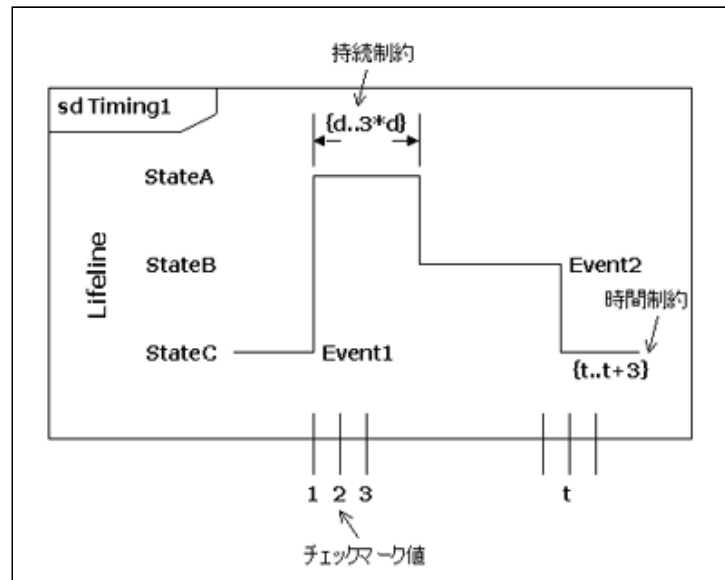 持続制約
sd Timing1
{d..3*d}
StateA
Lifeline
StateB
Event2
時間制約
StateC
Event1
{t..t+3}
1 2 3
t
チェックマーク値